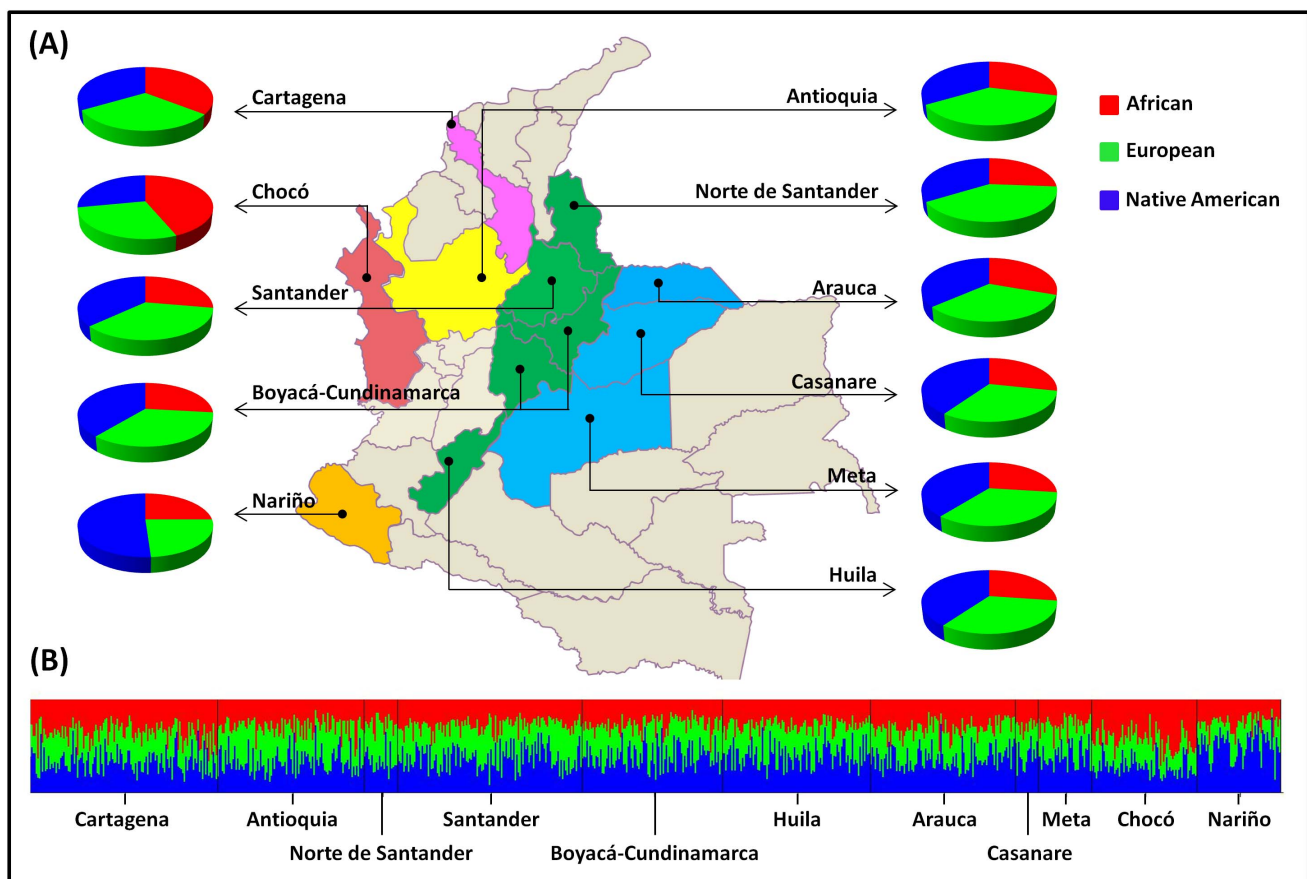 (A)
Cartagena
Antioquia
African
European
Native American
Chocó
Norte de Santander
Santander
Arauca
Boyacá-Cundinamarca
Casanare
Nariño
Meta
Huila
(B)
Cartagena
Antioquia
Santander
Huila
Arauca
Meta
Chocó
Nariño
Norte de Santander
Boyacá-Cundinamarca
Casanare